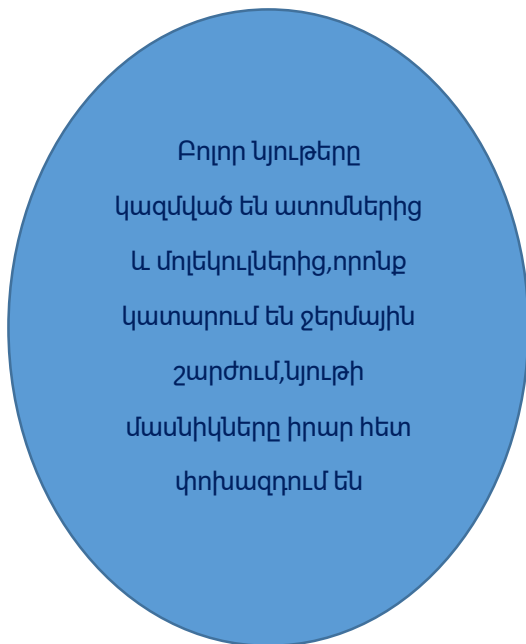 Բոլոր նյութերը
կազմված են ատոմներից
և մոլեկուլներից,որոնք
կատարում են ջերմային
շարժում,նյութի
մասնիկները իրար հետ
փոխազդում են